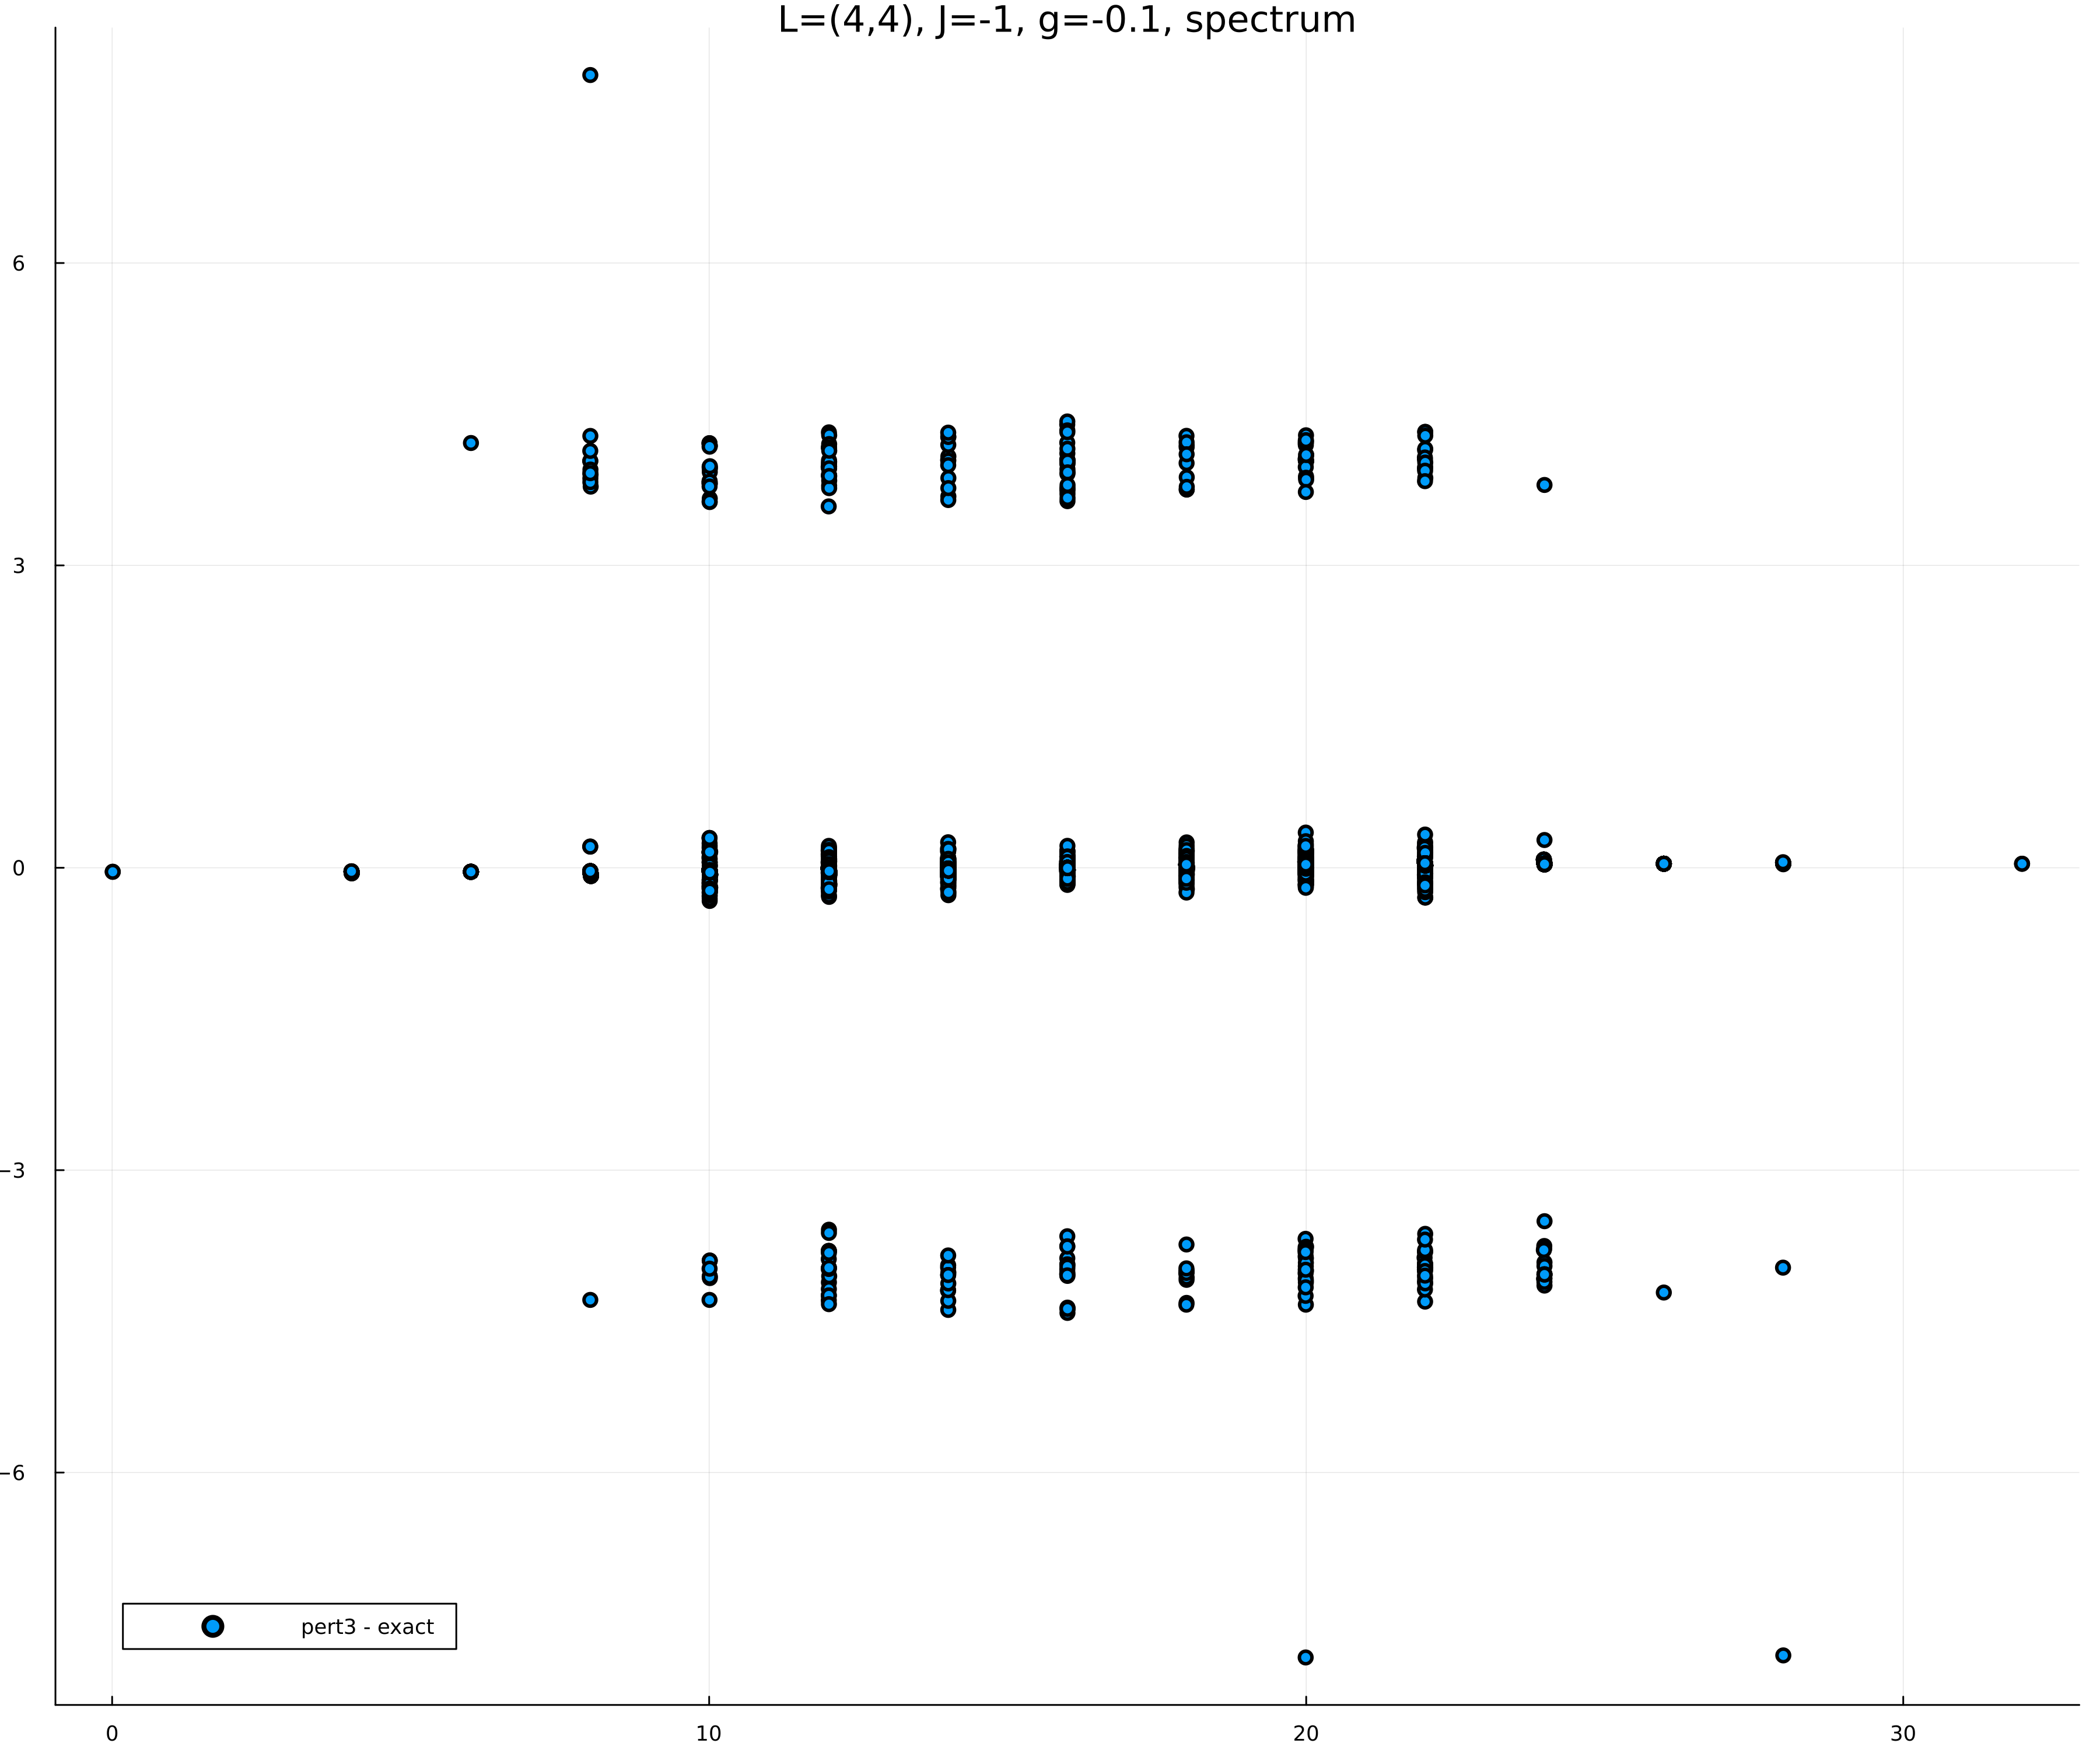 L=(4,4), J=-1, g=-0.1, spectrum
6
3
0
−3
−6
pert3 - exact
0 10 20 30